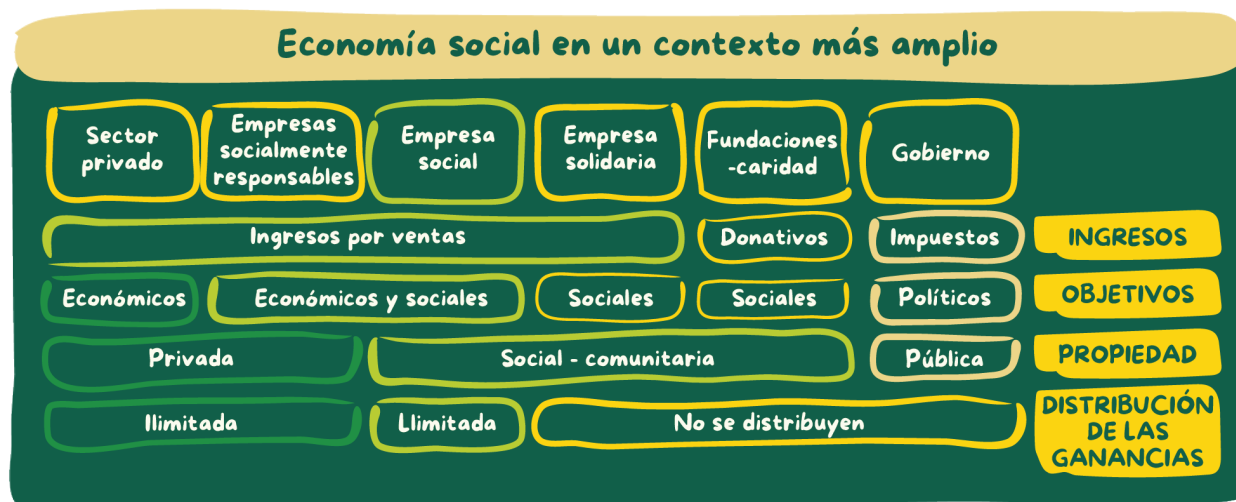 Economía social en un contexto más amplio
Sector
privado
Empresas
socialmente
responsables
Empresa
social
Empresa
solidaria
Fundaciones
-caridad
Gobierno
Ingresos por ventas
Donativos
Impuestos
INGRESOS
Económicos
Económicos y sociales
Sociales
Sociales
Políticos
OBJETIVOS
Privada
Social - comunitaria
Pública
PROPIEDAD
Ilimitada
Llimitada
No se distribuyen
DISTRIBUCIÓN
DE LAS
GANANCIAS